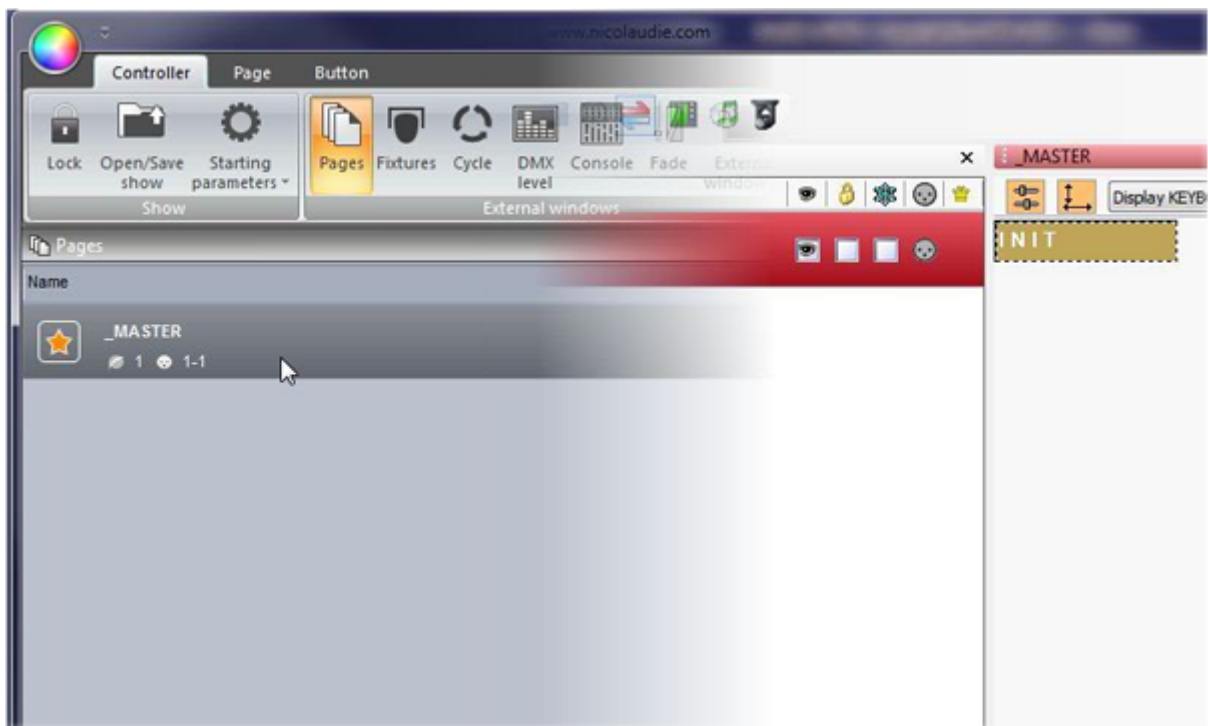 www.nicolaudie.com
Controller Page Button
Lock Open/Save show Starting parameters Pages Fixtures Cycle DMX level Console Fade
Show External windows
_MASTER
Pages
Display KEYB
INIT
Name
_MASTER
1 1-1